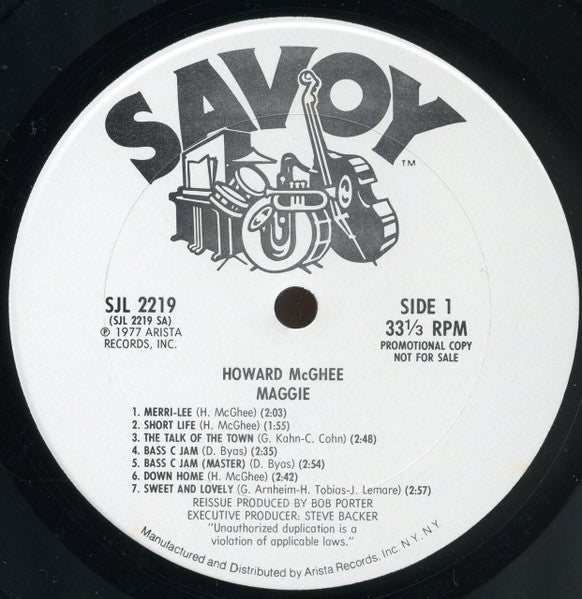 SAVOY
TM
SJL 2219
(SJL 2219 SA)
℗ 1977 ARISTA
RECORDS, INC.
SIDE 1
33⅓ RPM
PROMOTIONAL COPY
NOT FOR SALE
HOWARD McGHEE
MAGGIE
1. MERRI-LEE (H. McGhee) (2:03)
2. SHORT LIFE (H. McGhee) (1:55)
3. THE TALK OF THE TOWN (G. Kahn-C. Cohn) (2:48)
4. BASS C JAM (D. Byas) (2:35)
5. BASS C JAM (MASTER) (D. Byas) (2:54)
6. DOWN HOME (H. McGhee) (2:42)
7. SWEET AND LOVELY (G. Arnheim-H. Tobias-J. Lemare) (2:57)
REISSUE PRODUCED BY BOB PORTER
EXECUTIVE PRODUCER: STEVE BACKER
"Unauthorized duplication is a
violation of applicable laws."
Manufactured and Distributed by Arista Records, Inc. N.Y. N.Y.